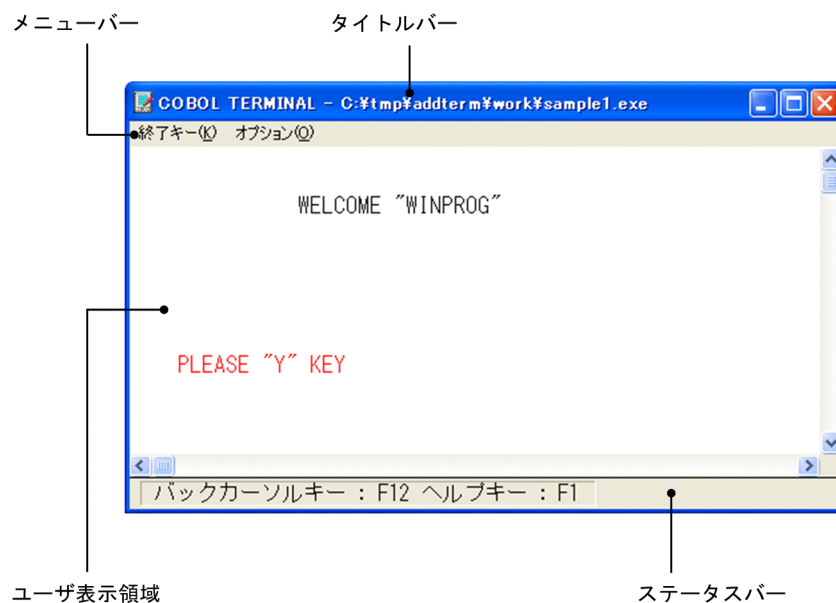 メニューバー
タイトルバー
COBOL TERMINAL - C:¥tmp¥addterm¥work¥sample1.exe
終了キー(K) オプション(O)
WELCOME "WINPROG"
PLEASE "Y" KEY
バックカーソルキー : F12 ヘルプキー : F1
ユーザ表示領域
ステータスバー